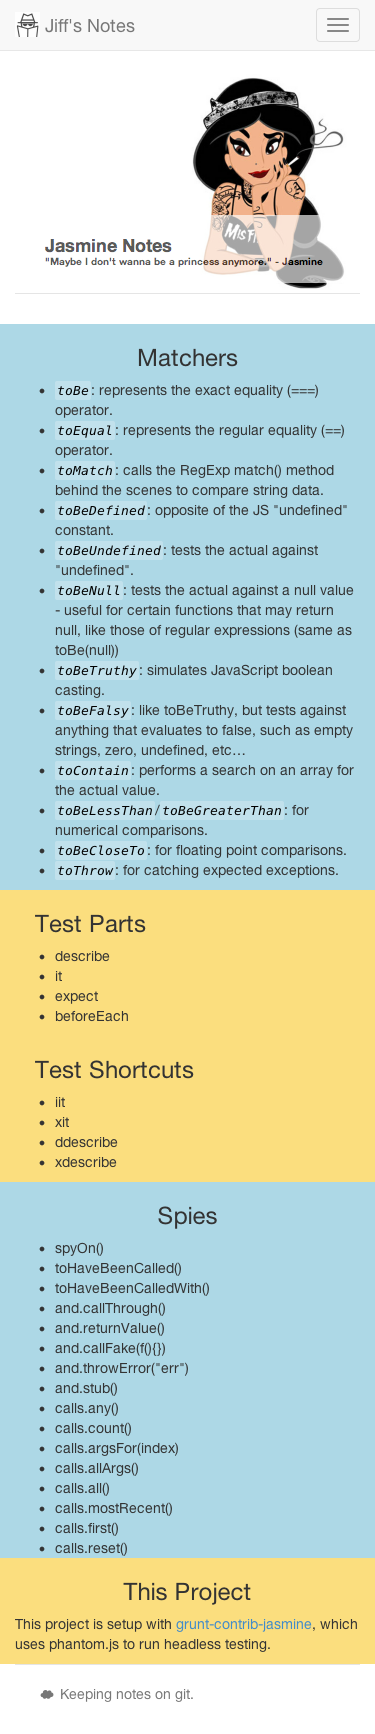 Jiff's Notes
MISFIT
Jasmine Notes
"Maybe I don't wanna be a princess anymore." - Jasmine
Matchers
toBe: represents the exact equality (===)
operator.
toEqual: represents the regular equality (==)
operator.
toMatch: calls the RegExp match() method
behind the scenes to compare string data.
toBeDefined: opposite of the JS "undefined"
constant.
toBeUndefined: tests the actual against
"undefined".
toBeNull: tests the actual against a null value
- useful for certain functions that may return
null, like those of regular expressions (same as
toBe(null))
toBeTruthy: simulates JavaScript boolean
casting.
toBeFalsy: like toBeTruthy, but tests against
anything that evaluates to false, such as empty
strings, zero, undefined, etc…
toContain: performs a search on an array for
the actual value.
toBeLessThan/toBeGreaterThan: for
numerical comparisons.
toBeCloseTo: for floating point comparisons.
toThrow: for catching expected exceptions.
Test Parts
describe
it
expect
beforeEach
Test Shortcuts
iit
xit
ddescribe
xdescribe
Spies
spyOn()
toHaveBeenCalled()
toHaveBeenCalledWith()
and.callThrough()
and.returnValue()
and.callFake(f(){})
and.throwError("err")
and.stub()
calls.any()
calls.count()
calls.argsFor(index)
calls.allArgs()
calls.all()
calls.mostRecent()
calls.first()
calls.reset()
This Project
This project is setup with grunt-contrib-jasmine, which
uses phantom.js to run headless testing.
Keeping notes on git.